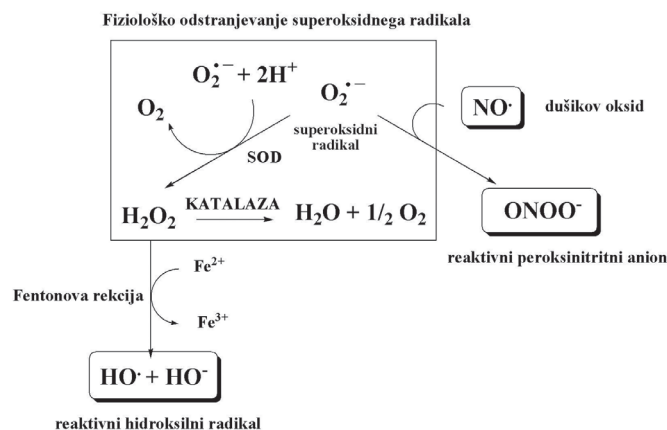 Fiziološko odstranjevanje superoksidnega radikala
O₂•⁻ + 2H⁺
O₂
O₂•⁻
superoksidni
radikal
NO·
dušikov oksid
SOD
H₂O₂
KATALAZA
H₂O + 1/₂ O₂
ONOO⁻
reaktivni peroksinitritni anion
Fe²⁺
Fentonova rekcija
Fe³⁺
HO· + HO⁻
reaktivni hidroksilni radikal